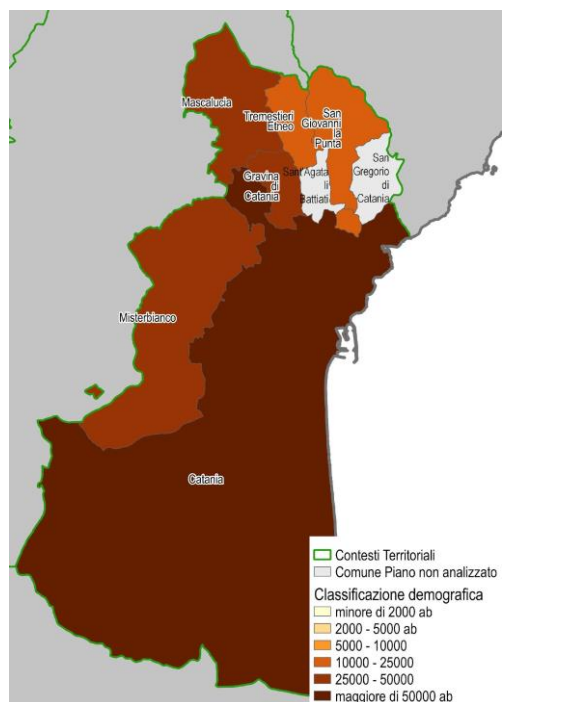 Mascalucia
Tremestieri
Etneo
San
Giovanni
la
Punta
San
Gregorio
di
Catania
Sant'Agata
li
Battiati
Gravina
di
Catania
Misterbianco
Catania
Contesti Territoriali
Comune Piano non analizzato
Classificazione demografica
minore di 2000 ab
2000 - 5000 ab
5000 - 10000
10000 - 25000
25000 - 50000
maggiore di 50000 ab